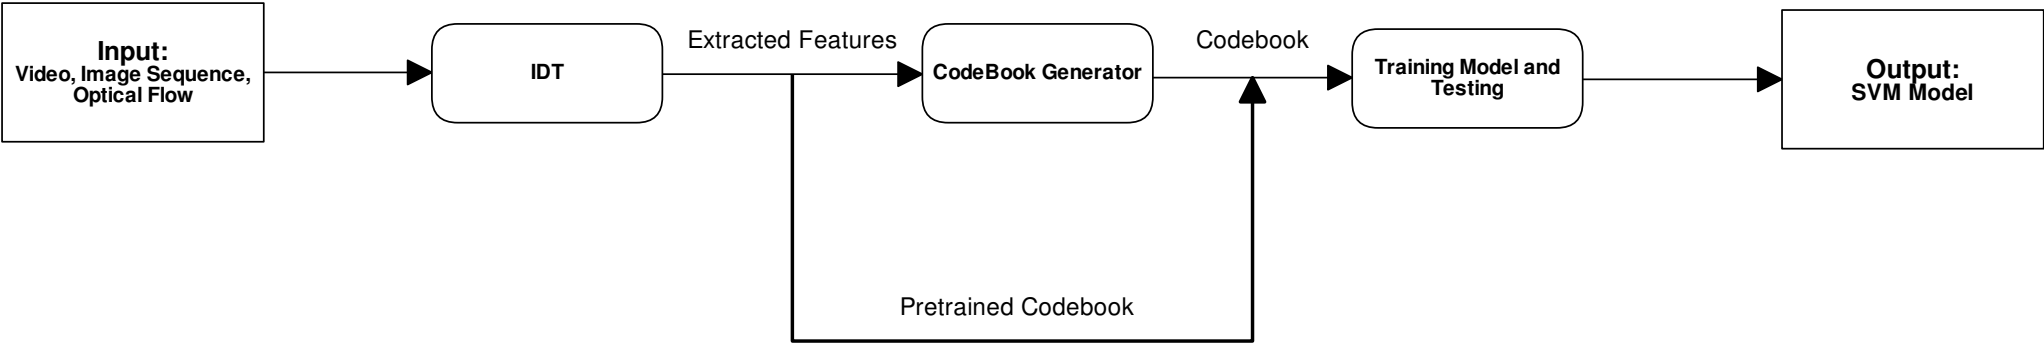 Input:
Video, Image Sequence,
Optical Flow
IDT
Extracted Features
CodeBook Generator
Codebook
Training Model and
Testing
Output:
SVM Model
Pretrained Codebook